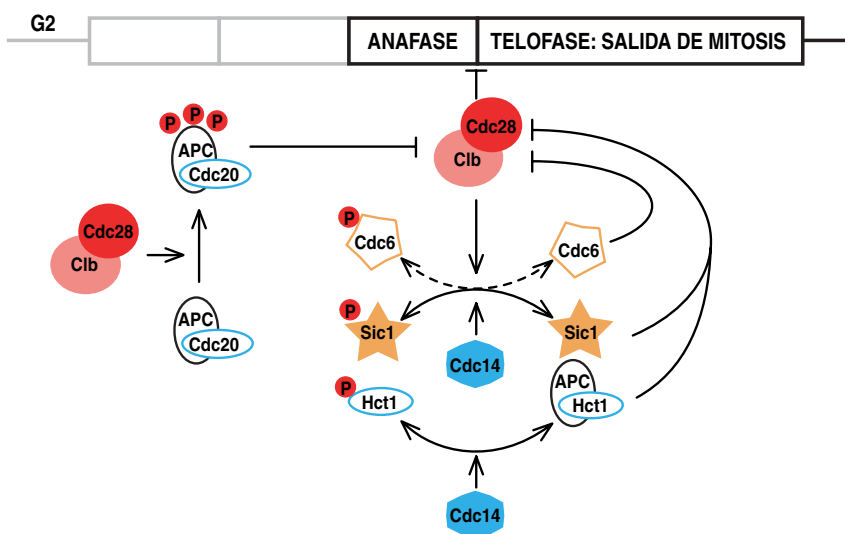 G2
ANAFASE
TELOFASE: SALIDA DE MITOSIS
P
P
P
APC
Cdc20
Cdc28
Clb
Cdc28
Clb
APC
Cdc20
P
Cdc6
Cdc6
P
Sic1
Sic1
Cdc14
P
Hct1
APC
Hct1
Cdc14